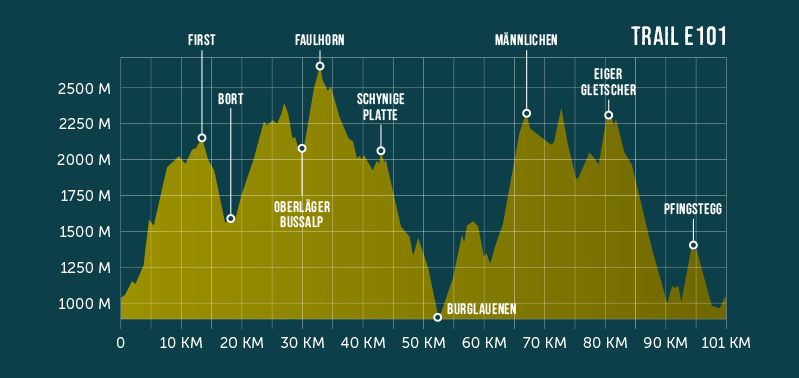 TRAIL E101
FIRST
FAULHORN
MÄNNLICHEN
EIGER
GLETSCHER
BORT
SCHYNIGE
PLATTE
OBERLÄGER
BUSSALP
PFINGSTEGG
BURGLAUENEN
2500 M
2250 M
2000 M
1750 M
1500 M
1250 M
1000 M
0 10 KM 20 KM 30 KM 40 KM 50 KM 60 KM 70 KM 80 KM 90 KM 101 KM